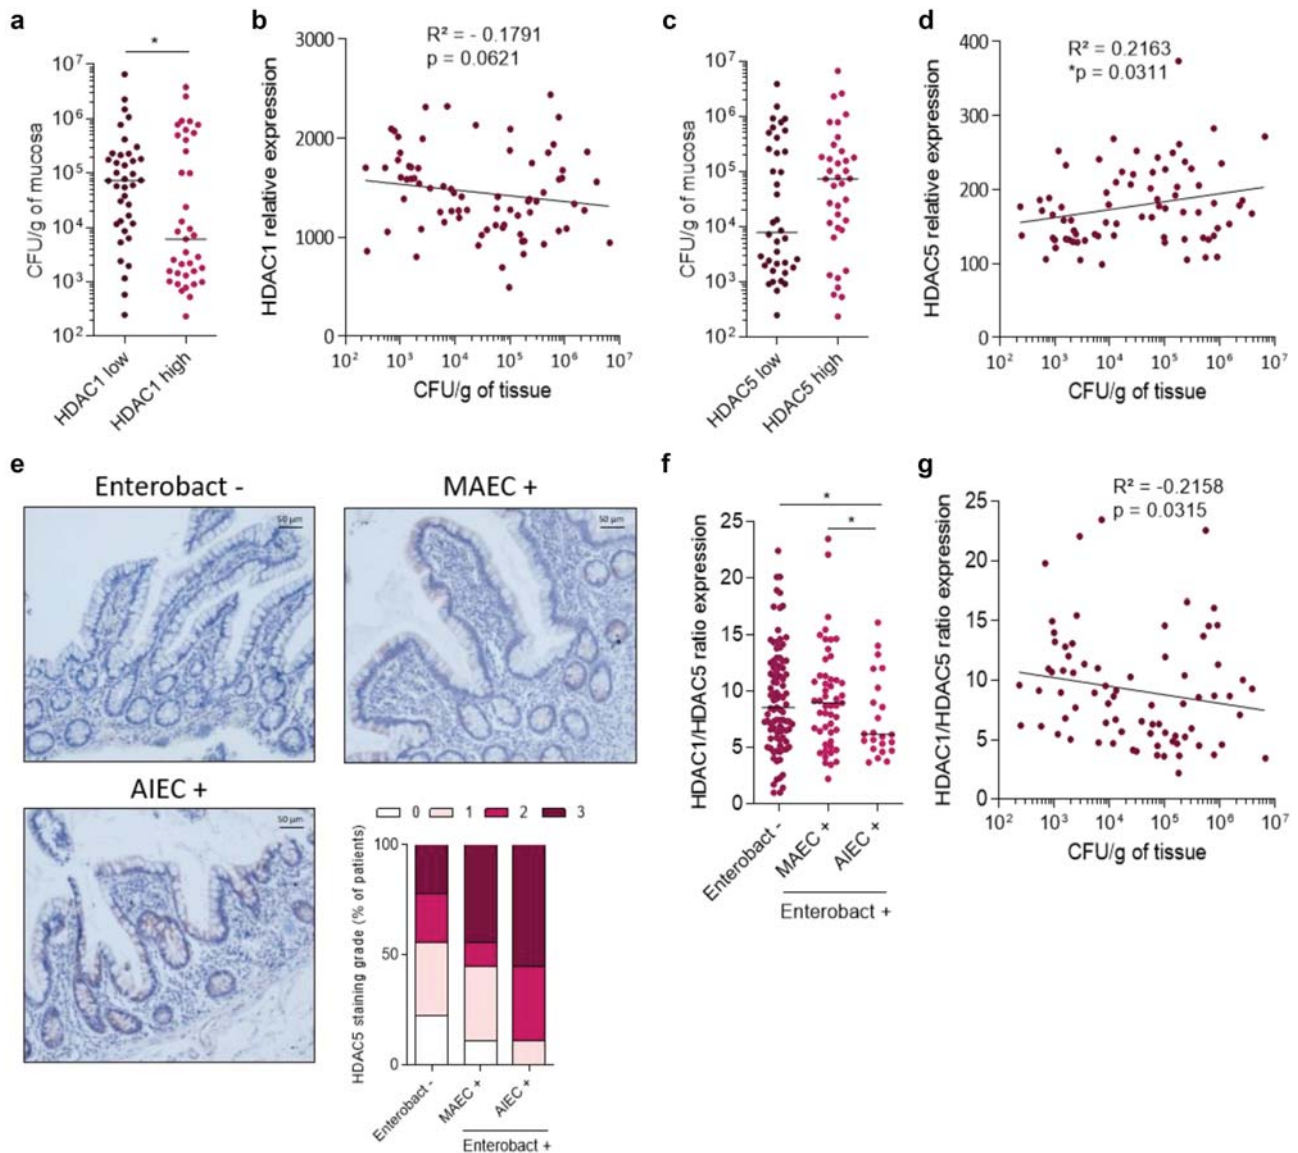 a
*
CFU/g of mucosa
10⁷
10⁶
10⁵
10⁴
10³
10²
HDAC1 low
HDAC1 high
b
R² = - 0.1791
p = 0.0621
HDAC1 relative expression
3000
2000
1000
0
10² 10³ 10⁴ 10⁵ 10⁶ 10⁷
CFU/g of tissue
c
CFU/g of mucosa
10⁷
10⁶
10⁵
10⁴
10³
10²
HDAC5 low
HDAC5 high
d
R² = 0.2163
*p = 0.0311
HDAC5 relative expression
400
300
200
100
0
10² 10³ 10⁴ 10⁵ 10⁶ 10⁷
CFU/g of tissue
e
Enterobact -
50 µm
MAEC +
50 µm
*
AIEC +
50 µm
0 1 2 3
HDAC5 staining grade (% of patients)
100
50
0
Enterobact -
MAEC +
AIEC +
Enterobact +
f
*
*
HDAC1/HDAC5 ratio expression
25
20
15
10
5
0
Enterobact -
MAEC +
AIEC +
Enterobact +
g
R² = -0.2158
p = 0.0315
HDAC1/HDAC5 ratio expression
25
20
15
10
5
0
10² 10³ 10⁴ 10⁵ 10⁶ 10⁷
CFU/g of tissue